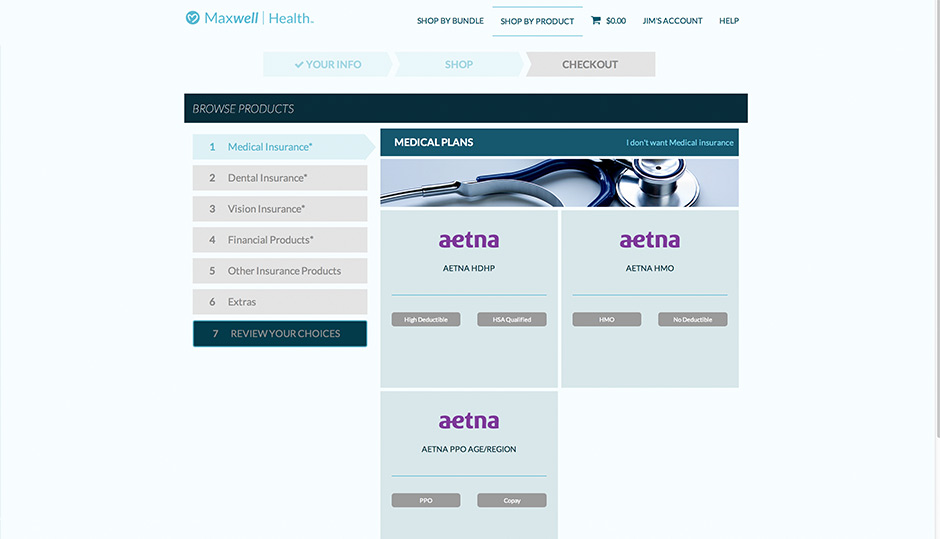 Maxwell | Health
SHOP BY BUNDLE
SHOP BY PRODUCT
$0.00
JIM'S ACCOUNT
HELP
YOUR INFO
SHOP
CHECKOUT
BROWSE PRODUCTS
1 Medical Insurance*
2 Dental Insurance*
3 Vision Insurance*
4 Financial Products*
5 Other Insurance Products
6 Extras
7 REVIEW YOUR CHOICES
MEDICAL PLANS
I don't want Medical insurance
aetna
AETNA HDHP
High Deductible
HSA Qualified
aetna
AETNA HMO
HMO
No Deductible
aetna
AETNA PPO AGE/REGION
PPO
Copay